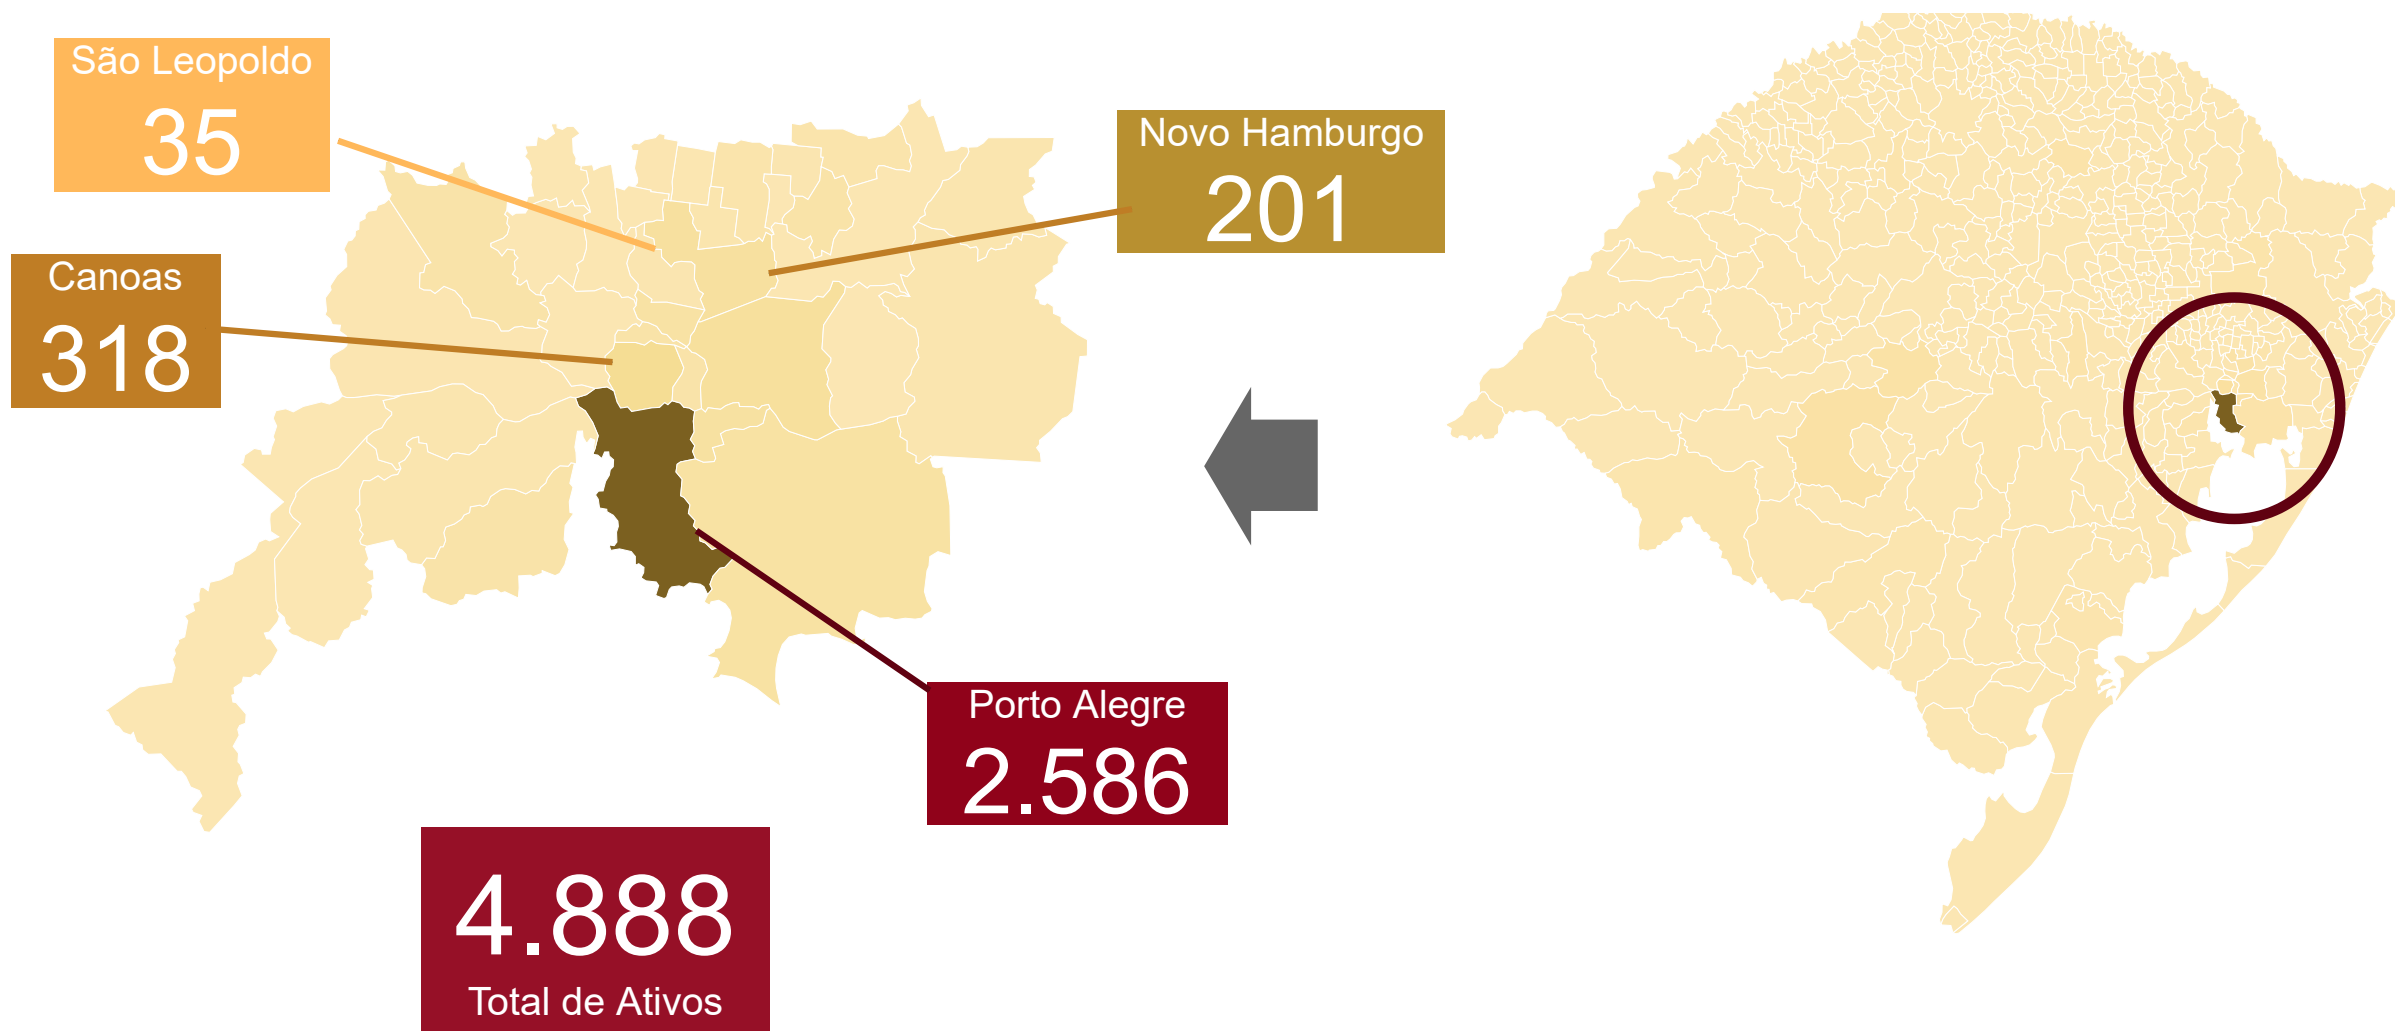 São Leopoldo
35
Novo Hamburgo
201
Canoas
318
Porto Alegre
2.586
4.888
Total de Ativos